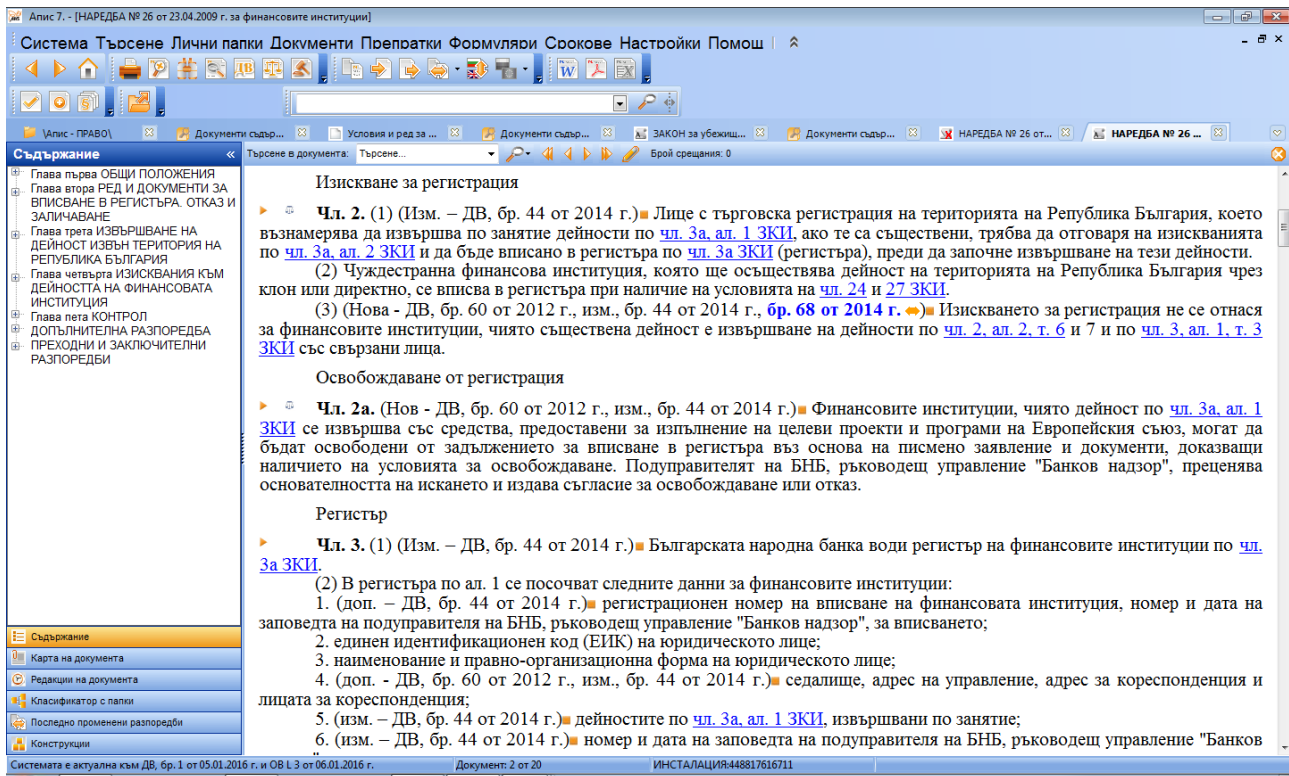 Апис 7. - [НАРЕДБА № 26 от 23.04.2009 г. за финансовите институции]
Система Търсене Лични папки Документи Препратки Формуляри Срокове Настройки Помощ
\Апис - ПРАВО\ Документи съдър... Условия и ред за ... Документи съдър... ЗАКОН за убежищ... Документи съдър... НАРЕДБА № 26 от... НАРЕДБА № 26 ...
Съдържание «
Търсене в документа: Търсене... Брой срещания: 0
Глава първа ОБЩИ ПОЛОЖЕНИЯ
Глава втора РЕД И ДОКУМЕНТИ ЗА
ВПИСВАНЕ В РЕГИСТЪРА. ОТКАЗ И
ЗАЛИЧАВАНЕ
Глава трета ИЗВЪРШВАНЕ НА
ДЕЙНОСТ ИЗВЪН ТЕРИТОРИЯ НА
РЕПУБЛИКА БЪЛГАРИЯ
Глава четвърта ИЗИСКВАНИЯ КЪМ
ДЕЙНОСТТА НА ФИНАНСОВАТА
ИНСТИТУЦИЯ
Глава пета КОНТРОЛ
ДОПЪЛНИТЕЛНА РАЗПОРЕДБА
ПРЕХОДНИ И ЗАКЛЮЧИТЕЛНИ
РАЗПОРЕДБИ
Съдържание
Карта на документа
Редакции на документа
Класификатор с папки
Последно променени разпоредби
Конструкции
Изискване за регистрация
Чл. 2. (1) (Изм. – ДВ, бр. 44 от 2014 г.) Лице с търговска регистрация на територията на Република България, което
възнамерява да извършва по занятие дейности по чл. 3а, ал. 1 ЗКИ, ако те са съществени, трябва да отговаря на изискванията
по чл. 3а, ал. 2 ЗКИ и да бъде вписано в регистъра по чл. 3а ЗКИ (регистъра), преди да започне извършване на тези дейности.
(2) Чуждестранна финансова институция, която ще осъществява дейност на територията на Република България чрез
клон или директно, се вписва в регистъра при наличие на условията на чл. 24 и 27 ЗКИ.
(3) (Нова - ДВ, бр. 60 от 2012 г., изм., бр. 44 от 2014 г., бр. 68 от 2014 г. ) Изискването за регистрация не се отнася
за финансовите институции, чиято съществена дейност е извършване на дейности по чл. 2, ал. 2, т. 6 и 7 и по чл. 3, ал. 1, т. 3
ЗКИ със свързани лица.
Освобождаване от регистрация
Чл. 2а. (Нов - ДВ, бр. 60 от 2012 г., изм., бр. 44 от 2014 г.) Финансовите институции, чиято дейност по чл. 3а, ал. 1
ЗКИ се извършва със средства, предоставени за изпълнение на целеви проекти и програми на Европейския съюз, могат да
бъдат освободени от задължението за вписване в регистъра въз основа на писмено заявление и документи, доказващи
наличието на условията за освобождаване. Подуправителят на БНБ, ръководещ управление "Банков надзор", преценява
основателността на искането и издава съгласие за освобождаване или отказ.
Регистър
Чл. 3. (1) (Изм. – ДВ, бр. 44 от 2014 г.) Българската народна банка води регистър на финансовите институции по чл.
3а ЗКИ.
(2) В регистъра по ал. 1 се посочват следните данни за финансовите институции:
1. (доп. – ДВ, бр. 44 от 2014 г.) регистрационен номер на вписване на финансовата институция, номер и дата на
заповедта на подуправителя на БНБ, ръководещ управление "Банков надзор", за вписването;
2. единен идентификационен код (ЕИК) на юридическото лице;
3. наименование и правно-организационна форма на юридическото лице;
4. (доп. - ДВ, бр. 60 от 2012 г., изм., бр. 44 от 2014 г.) седалище, адрес на управление, адрес за кореспонденция и
лицата за кореспонденция;
5. (изм. – ДВ, бр. 44 от 2014 г.) дейностите по чл. 3а, ал. 1 ЗКИ, извършвани по занятие;
6. (изм. – ДВ, бр. 44 от 2014 г.) номер и дата на заповедта на подуправителя на БНБ, ръководещ управление "Банков
Системата е актуална към ДВ, бр. 1 от 05.01.2016 г. и ОВ L 3 от 06.01.2016 г. Документ: 2 от 20 ИНСТАЛАЦИЯ:448817616711